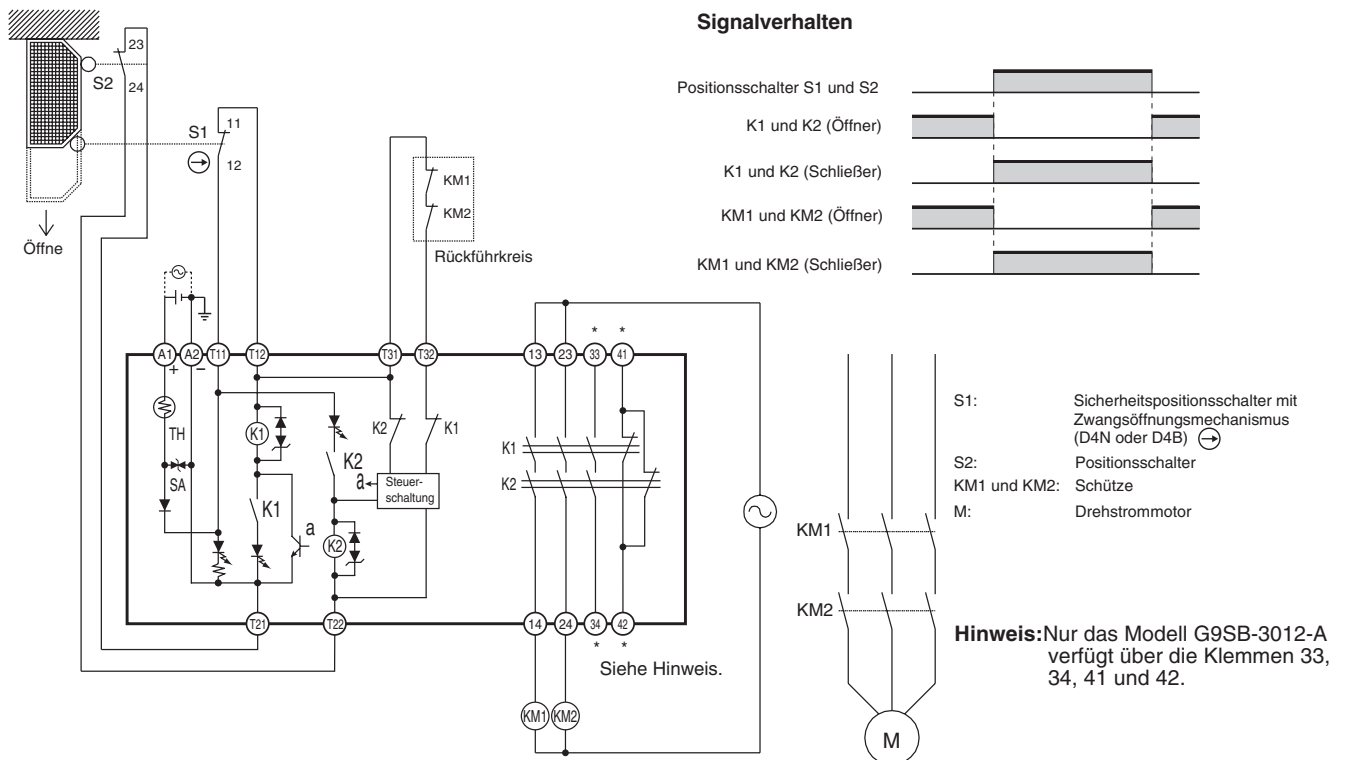 Signalverhalten
Positionsschalter S1 und S2
K1 und K2 (Öffner)
K1 und K2 (Schließer)
KM1 und KM2 (Öffner)
KM1 und KM2 (Schließer)
23
S2
24
S1
11
12
Öffne
KM1
KM2
Rückführkreis
A1
A2
T11
T12
T31
T32
13
23
33
41
* *
+
−
TH
SA
K1
K1
a
K2
K2
a
K2
K1
Steuer-
schaltung
K1
K2
T21
T22
14
24
34
42
* *
Siehe Hinweis.
KM1
KM2
KM1
KM2
M
S1: Sicherheitspositionsschalter mit
Zwangsöffnungsmechanismus
(D4N oder D4B)
S2: Positionsschalter
KM1 und KM2: Schütze
M: Drehstrommotor
Hinweis:Nur das Modell G9SB-3012-A
verfügt über die Klemmen 33,
34, 41 und 42.